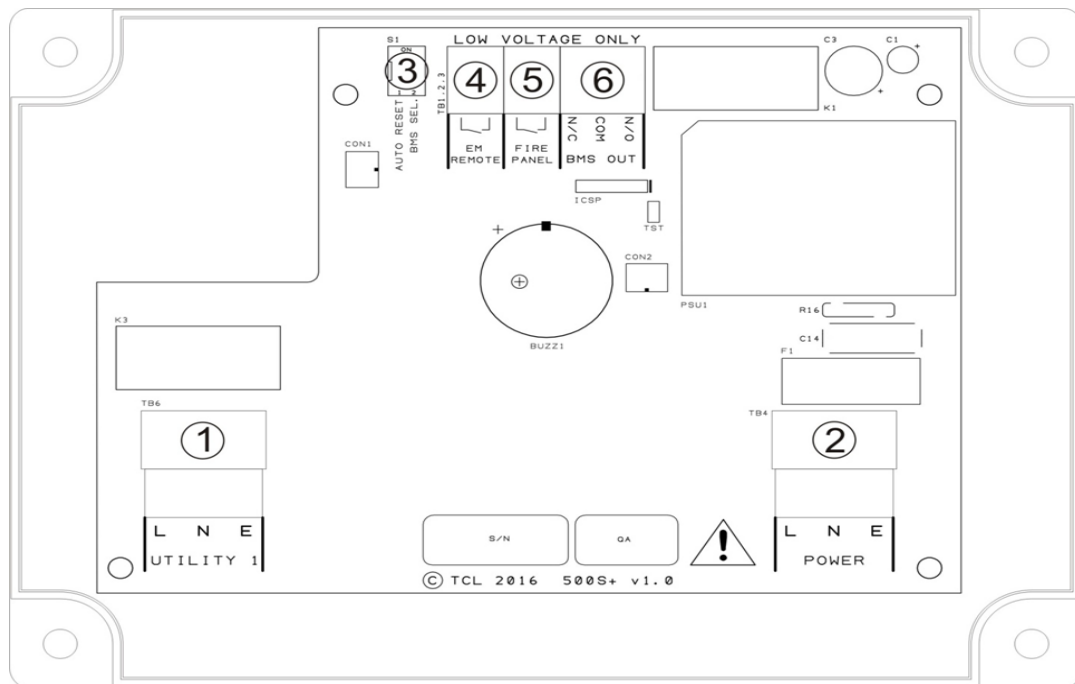 S1
LOW VOLTAGE ONLY
C3
C1
ON
+
+
3
4
5
6
1 2
TB1.2.3
K1
AUTO RESET
BMS SEL.
EM
REMOTE
FIRE
PANEL
N/C
COM
N/O
BMS OUT
CON1
ICSP
TST
+
CON2
PSU1
R16
C14
K3
BUZZ1
F1
TB6
TB4
1
2
L N E
UTILITY 1
S/N
QA
!
L N E
POWER
© TCL 2016 500S+ v1.0